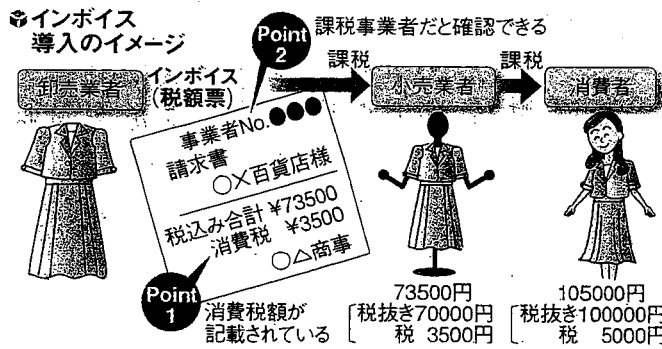 インボイス
導入のイメージ
Point
2
課税事業者だと確認できる
卸売業者
インボイス
(税額票)
課税
小売業者
課税
消費者
事業者No.●●●
請求書
○×百貨店様
税込み合計 ¥73500
消費税 ¥3500
○△商事
Point
1
消費税額が
記載されている
73500円
税抜き70000円
税 3500円
105000円
税抜き100000円
税 5000円